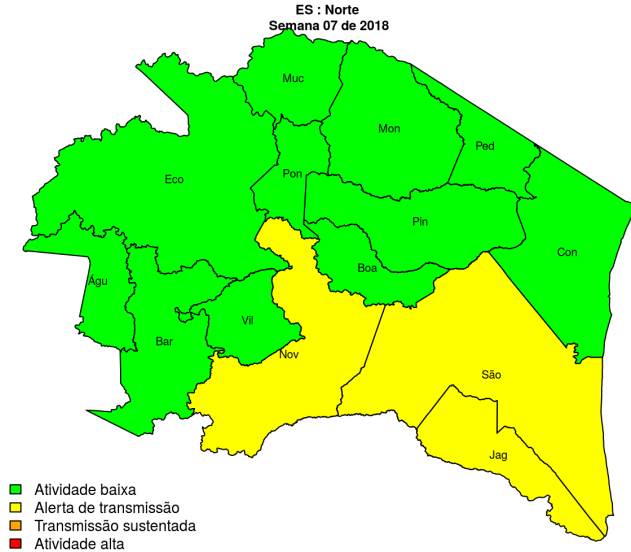 ES : Norte
Semana 07 de 2018
Muc
Mon
Ped
Eco
Pon
Pin
Con
Boa
Águ
Vil
Bar
Nov
São
Jag
Atividade baixa
Alerta de transmissão
Transmissão sustentada
Atividade alta